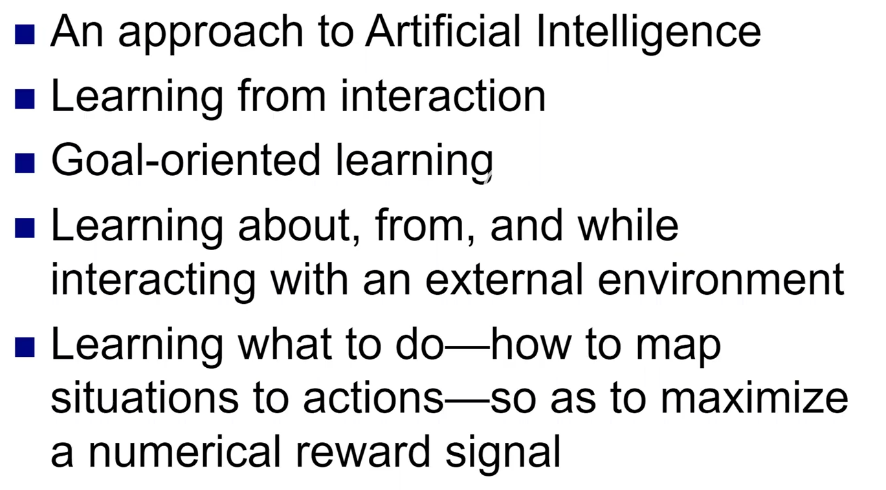 ■ An approach to Artificial Intelligence
■ Learning from interaction
■ Goal-oriented learning
■ Learning about, from, and while
interacting with an external environment
■ Learning what to do—how to map
situations to actions—so as to maximize
a numerical reward signal